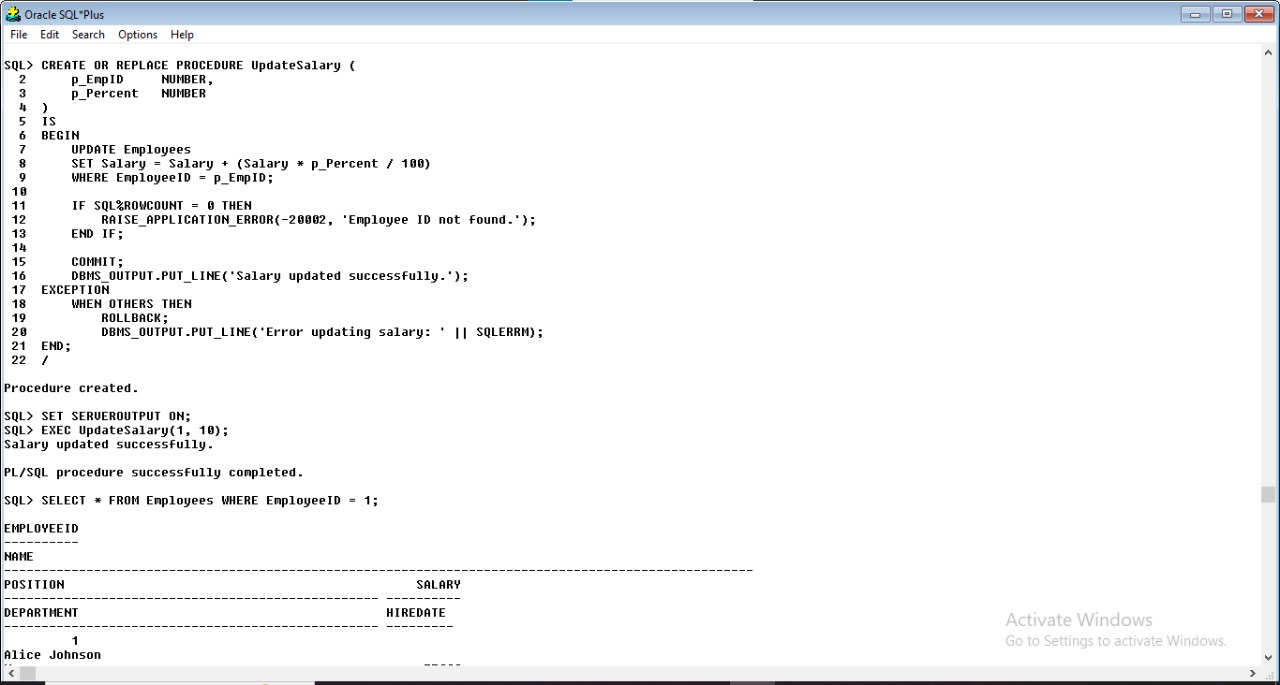 Oracle SQL*Plus
File Edit Search Options Help
SQL> CREATE OR REPLACE PROCEDURE UpdateSalary (
  2      p_EmpID     NUMBER,
  3      p_Percent   NUMBER
  4  )
  5  IS
  6  BEGIN
  7      UPDATE Employees
  8      SET Salary = Salary + (Salary * p_Percent / 100)
  9      WHERE EmployeeID = p_EmpID;
 10
 11      IF SQL%ROWCOUNT = 0 THEN
 12          RAISE_APPLICATION_ERROR(-20002, 'Employee ID not found.');
 13      END IF;
 14
 15      COMMIT;
 16      DBMS_OUTPUT.PUT_LINE('Salary updated successfully.');
 17  EXCEPTION
 18      WHEN OTHERS THEN
 19          ROLLBACK;
 20          DBMS_OUTPUT.PUT_LINE('Error updating salary: ' || SQLERRM);
 21  END;
 22  /
Procedure created.
SQL> SET SERVEROUTPUT ON;
SQL> EXEC UpdateSalary(1, 10);
Salary updated successfully.
PL/SQL procedure successfully completed.
SQL> SELECT * FROM Employees WHERE EmployeeID = 1;
EMPLOYEEID
----------
NAME
----------------------------------------------------------------------------------------------------
POSITION                                               SALARY
-------------------------------------------------- ----------
DEPARTMENT                                         HIREDATE
-------------------------------------------------- ---------
         1
Alice Johnson
Activate Windows
Go to Settings to activate Windows.